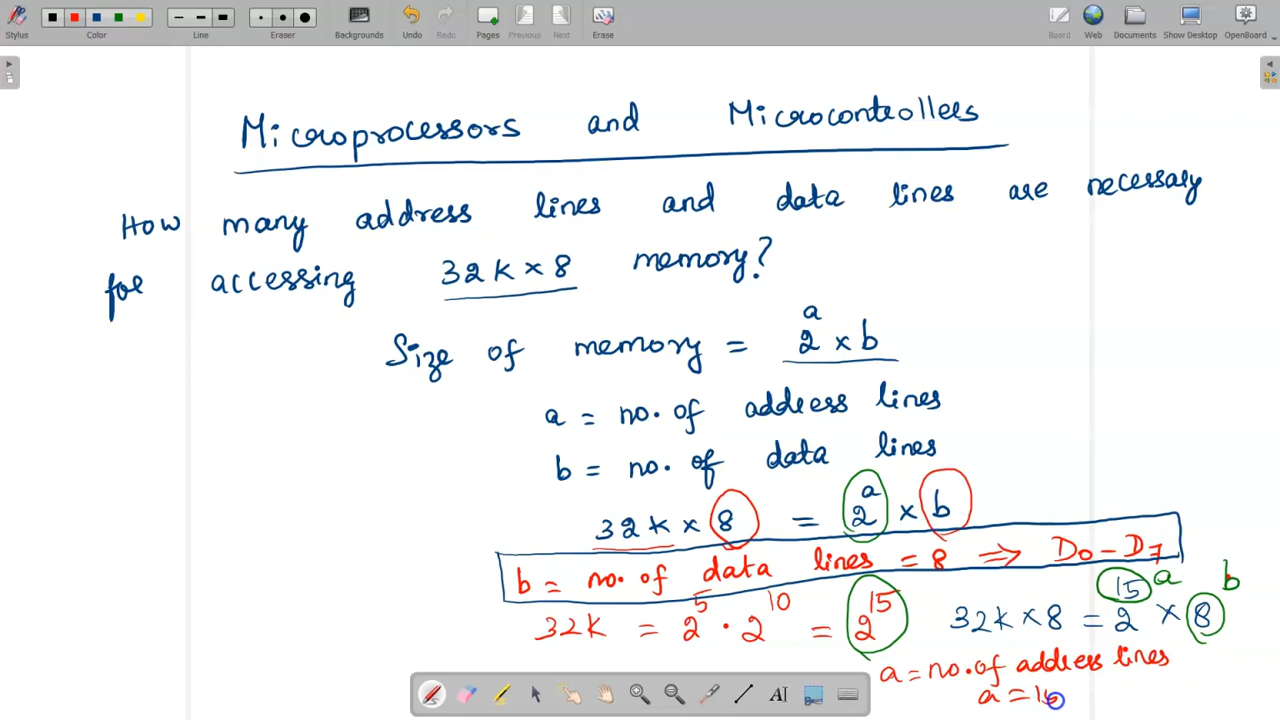 Stylus Color Line Eraser Backgrounds Undo Redo Pages Previous Next Erase Board Web Documents Show Desktop OpenBoard
Microprocessors and Microcontrollers
How many address lines and data lines are necessary
for accessing 32k × 8 memory?
Size of memory = 2^a × b
a = no. of address lines
b = no. of data lines
32k × 8 = 2^a × b
b = no. of data lines = 8 ⇒ D0 – D7
32k = 2^5 · 2^10 = 2^15
32k × 8 = 2^15 × 8
a b
a = no. of address lines
a = 15